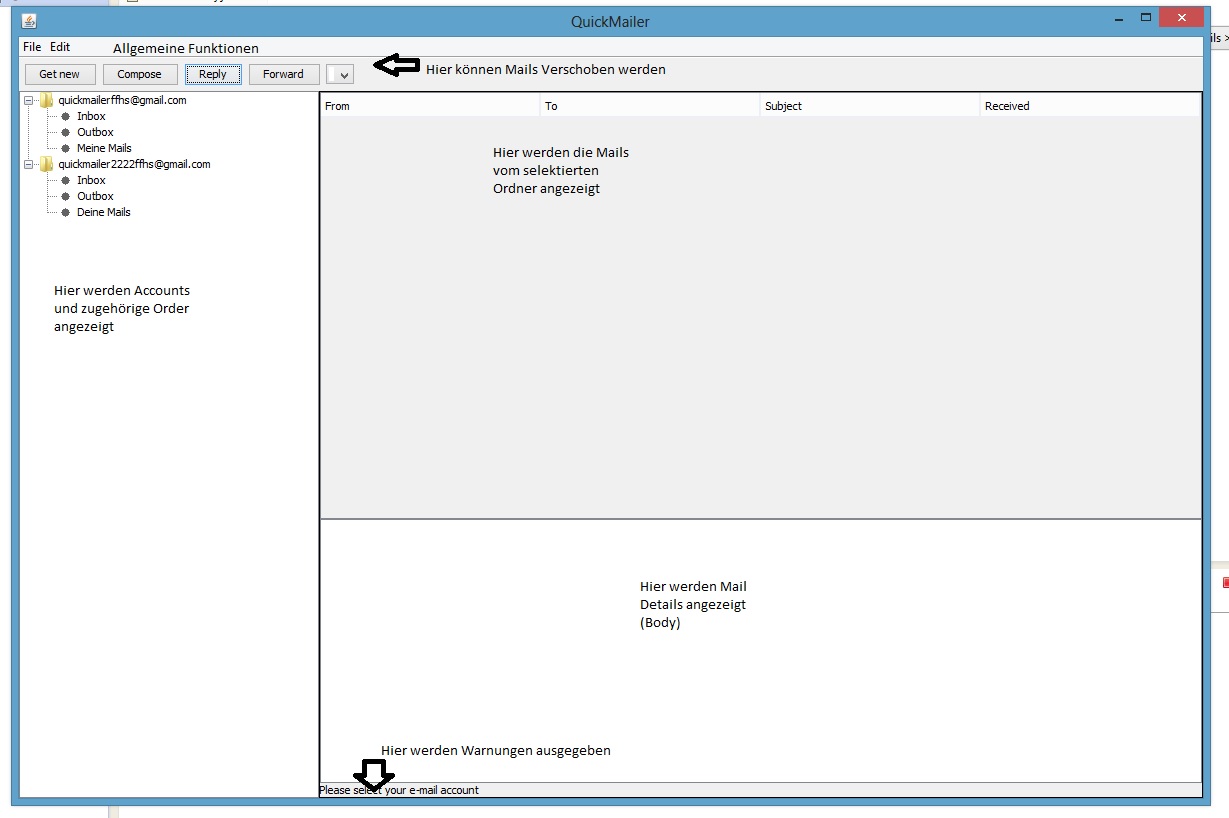 QuickMailer
ils >
File Edit Allgemeine Funktionen
Get new Compose Reply Forward
Hier können Mails Verschoben werden
quickmailerffhs@gmail.com
Inbox
Outbox
Meine Mails
quickmailer2222ffhs@gmail.com
Inbox
Outbox
Deine Mails
Hier werden Accounts
und zugehörige Order
angezeigt
From To Subject Received
Hier werden die Mails
vom selektierten
Ordner angezeigt
Hier werden Mail
Details angezeigt
(Body)
Hier werden Warnungen ausgegeben
Please select your e-mail account